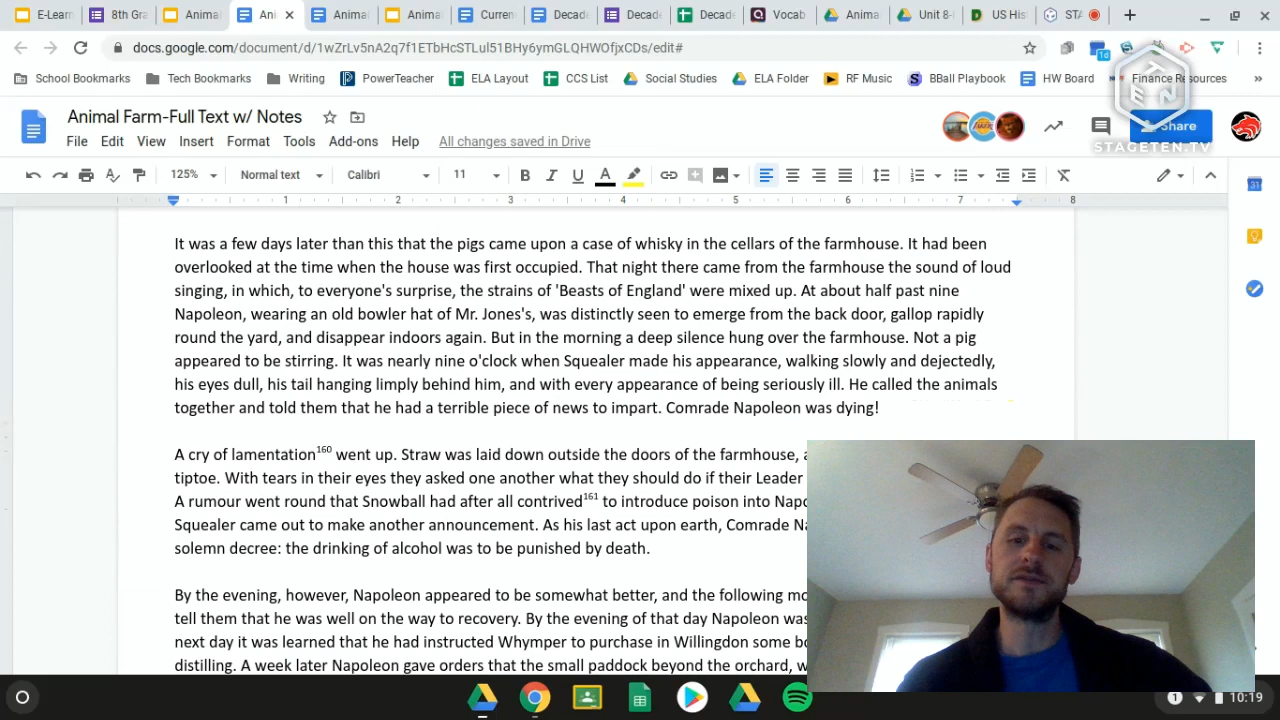 E-Learn
8th Gra
Animal
Ani
Animal
Anima
Curren
Decad
Decade
Decade
Vocab
Anima
Unit 8-
US His
STA
docs.google.com/document/d/1wZrLv5nA2q7f1ETbHcSTLul51BHy6ymGLQHWOfjxCDs/edit#
1d
School Bookmarks
Tech Bookmarks
Writing
PowerTeacher
ELA Layout
CCS List
Social Studies
ELA Folder
RF Music
BBall Playbook
HW Board
Finance Resources
»
Animal Farm-Full Text w/ Notes
TEN
Share
STAGETEN.TV
File Edit View Insert Format Tools Add-ons Help All changes saved in Drive
125% Normal text Calibri 11 B I U A
1 2 3 4 5 6 7 8
31
It was a few days later than this that the pigs came upon a case of whisky in the cellars of the farmhouse. It had been
overlooked at the time when the house was first occupied. That night there came from the farmhouse the sound of loud
singing, in which, to everyone's surprise, the strains of 'Beasts of England' were mixed up. At about half past nine
Napoleon, wearing an old bowler hat of Mr. Jones's, was distinctly seen to emerge from the back door, gallop rapidly
round the yard, and disappear indoors again. But in the morning a deep silence hung over the farmhouse. Not a pig
appeared to be stirring. It was nearly nine o'clock when Squealer made his appearance, walking slowly and dejectedly,
his eyes dull, his tail hanging limply behind him, and with every appearance of being seriously ill. He called the animals
together and told them that he had a terrible piece of news to impart. Comrade Napoleon was dying!
A cry of lamentation160 went up. Straw was laid down outside the doors of the farmhouse, a
tiptoe. With tears in their eyes they asked one another what they should do if their Leader
A rumour went round that Snowball had after all contrived161 to introduce poison into Napo
Squealer came out to make another announcement. As his last act upon earth, Comrade Na
solemn decree: the drinking of alcohol was to be punished by death.
By the evening, however, Napoleon appeared to be somewhat better, and the following mo
tell them that he was well on the way to recovery. By the evening of that day Napoleon was
next day it was learned that he had instructed Whymper to purchase in Willingdon some bo
distilling. A week later Napoleon gave orders that the small paddock beyond the orchard, w
1 10:19